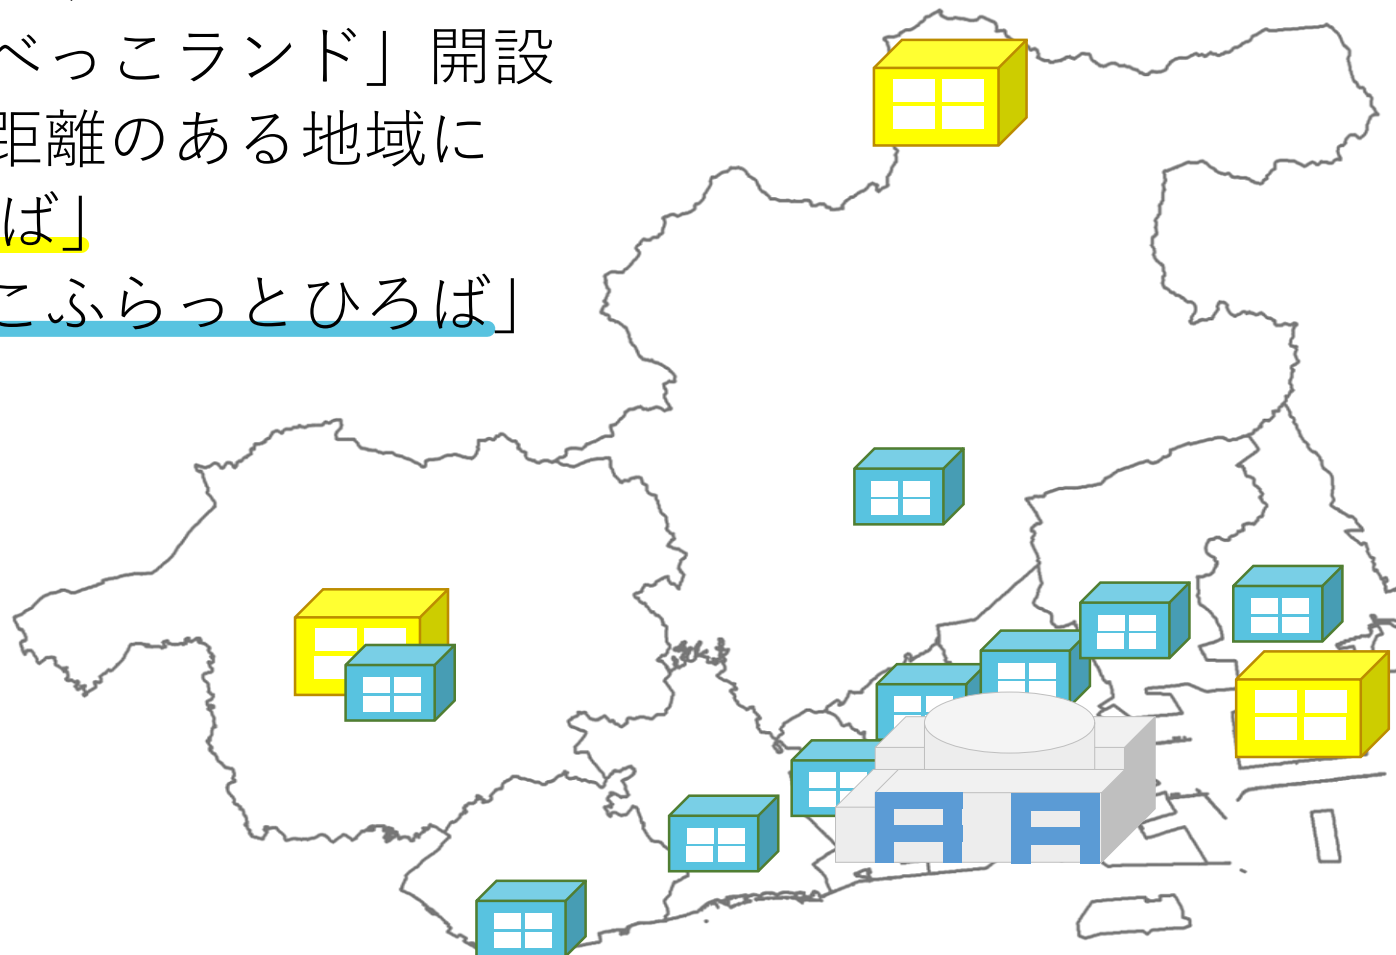 べっこランド」開設
距離のある地域に
ば」
こふらっとひろば」